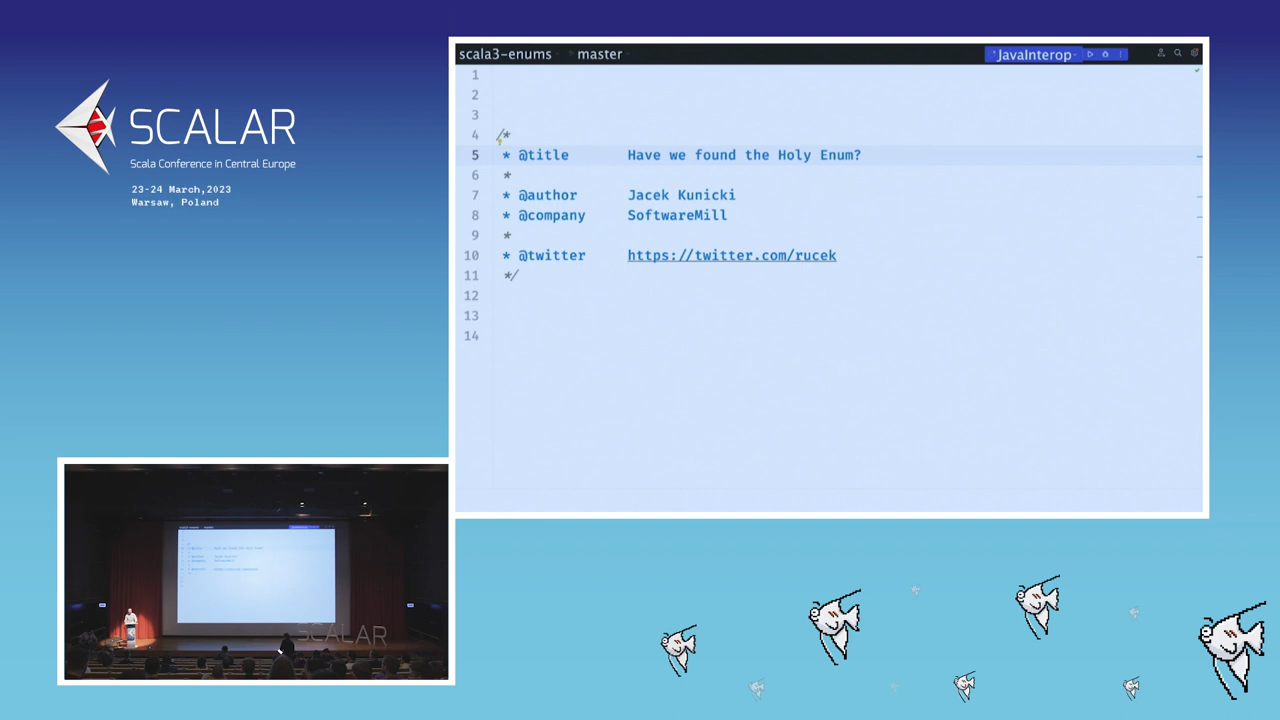 SCALAR
Scala Conference in Central Europe
23-24 March,2023
Warsaw, Poland
scala3-enums master JavaInterop
1
2
3
4 /*
5 * @title Have we found the Holy Enum?
6 *
7 * @author Jacek Kunicki
8 * @company SoftwareMill
9 *
10 * @twitter https://twitter.com/rucek
11 */
12
13
14
SCALAR